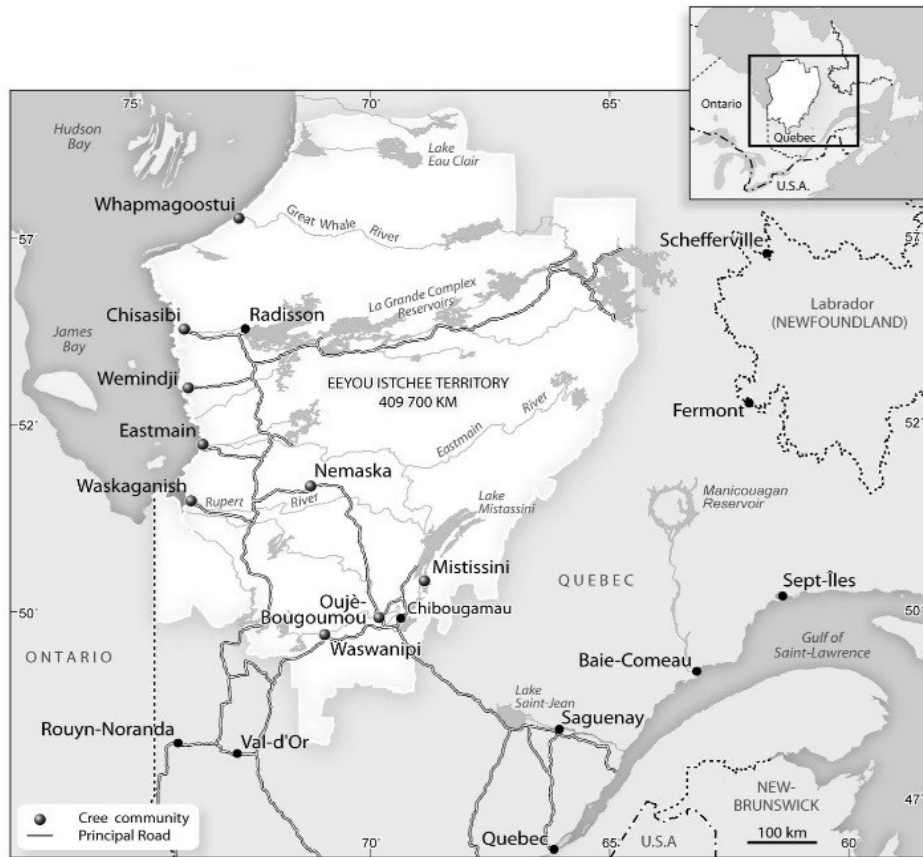 Ontario
Quebec
U.S.A.
75°
70°
65°
Hudson
Bay
Lake
Eau Clair
Whapmagoostui
Great Whale River
57°
57°
Schefferville
La Grande Complex
Reservoirs
Chisasibi
Radisson
Labrador
(NEWFOUNDLAND)
James
Bay
Wemindji
EEYOU ISTCHEE TERRITORY
409 700 KM
Fermont
52°
52°
Eastmain
Eastmain River
Nemaska
Waskaganish
Rupert River
Lake
Mistassini
Manicouagan
Reservoir
Mistissini
QUEBEC
Sept-Îles
Oujè-
Bougoumou
Chibougamau
50°
50°
Waswanipi
Gulf of
Saint-Lawrence
ONTARIO
Baie-Comeau
Lake
Saint-Jean
Saguenay
Rouyn-Noranda
Val-d'Or
NEW-
BRUNSWICK
47°
Cree community
Principal Road
Quebec
U.S.A
100 km
70°
60°